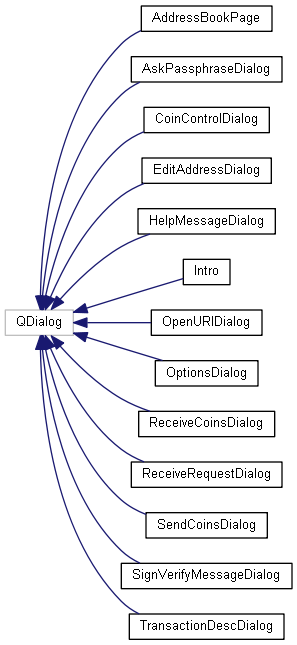 AddressBookPage
AskPassphraseDialog
CoinControlDialog
EditAddressDialog
HelpMessageDialog
Intro
QDialog
OpenURIDialog
OptionsDialog
ReceiveCoinsDialog
ReceiveRequestDialog
SendCoinsDialog
SignVerifyMessageDialog
TransactionDescDialog